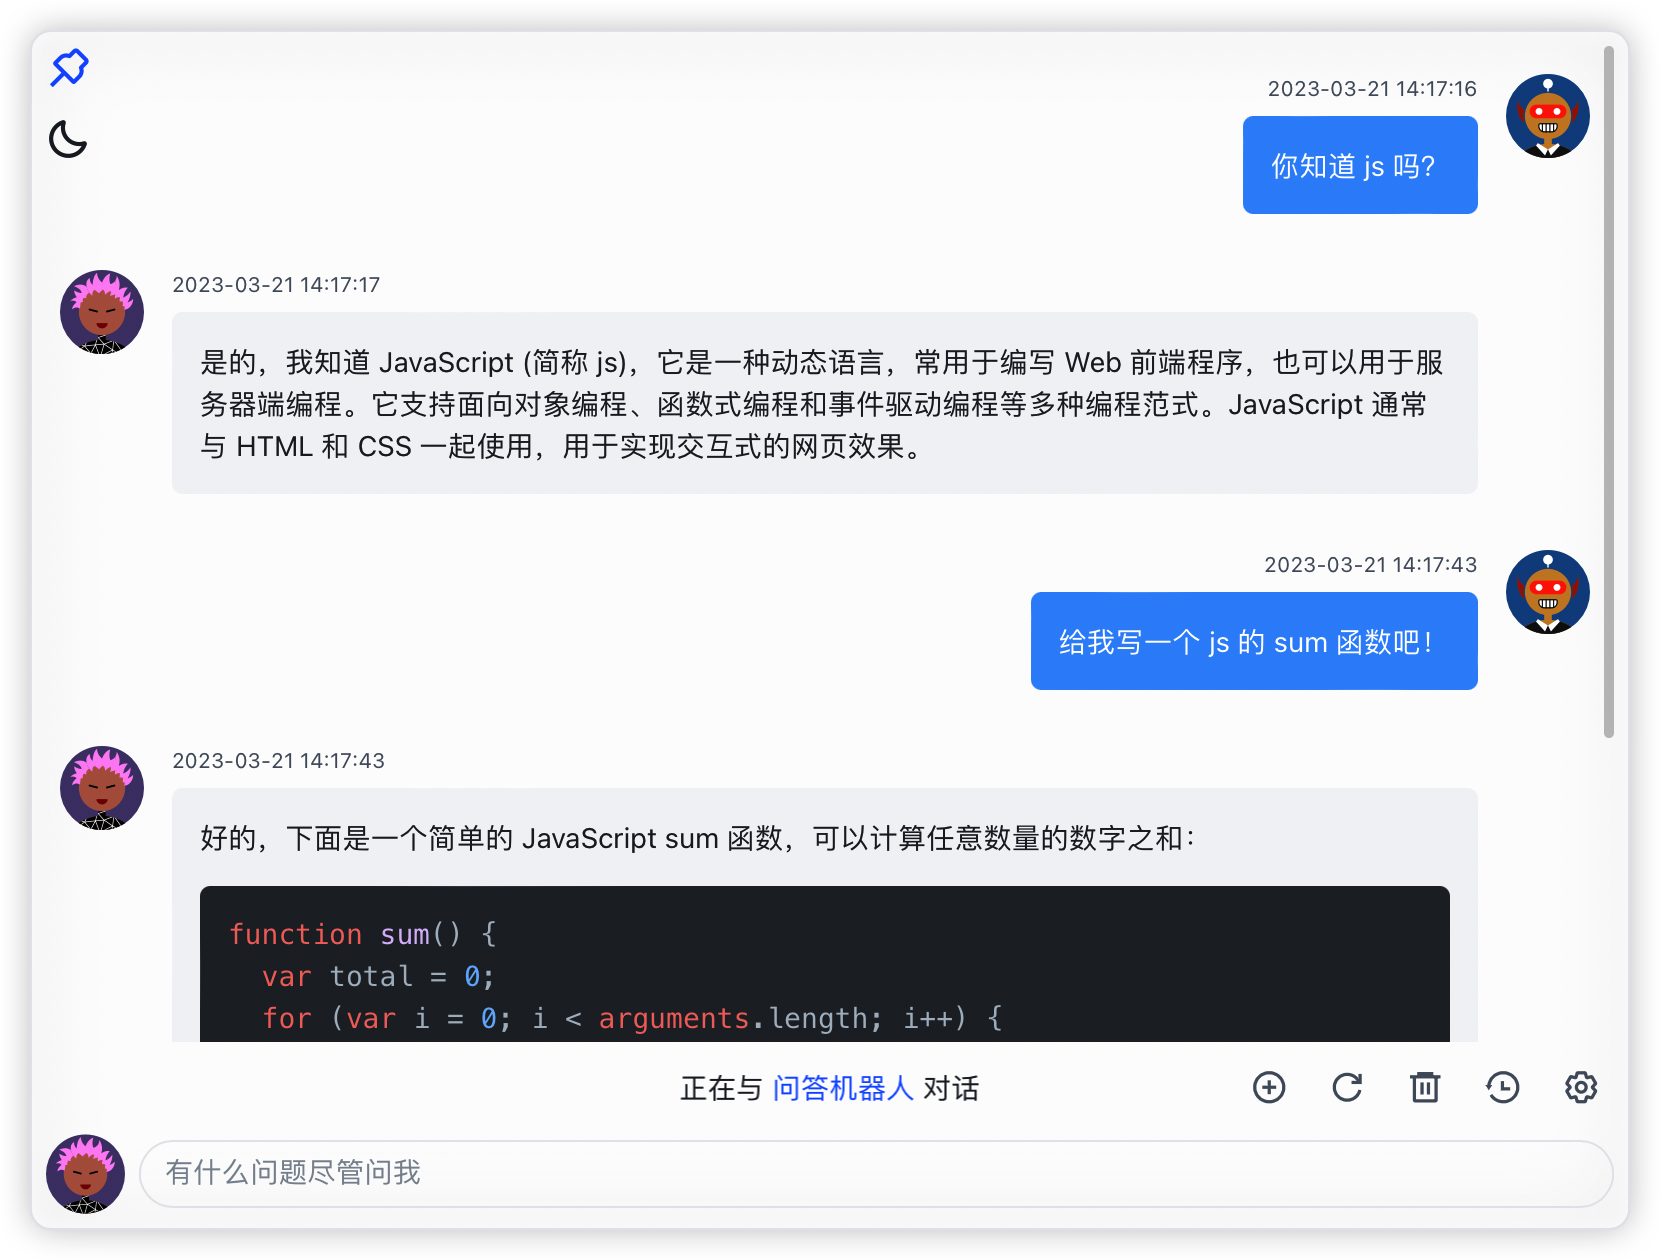 2023-03-21 14:17:16
你知道 js 吗?
2023-03-21 14:17:17
是的，我知道 JavaScript (简称 js)，它是一种动态语言，常用于编写 Web 前端程序，也可以用于服
务器端编程。它支持面向对象编程、函数式编程和事件驱动编程等多种编程范式。JavaScript 通常
与 HTML 和 CSS 一起使用，用于实现交互式的网页效果。
2023-03-21 14:17:43
给我写一个 js 的 sum 函数吧！
2023-03-21 14:17:43
好的，下面是一个简单的 JavaScript sum 函数，可以计算任意数量的数字之和：
function sum() {
  var total = 0;
  for (var i = 0; i < arguments.length; i++) {
正在与 问答机器人 对话
有什么问题尽管问我